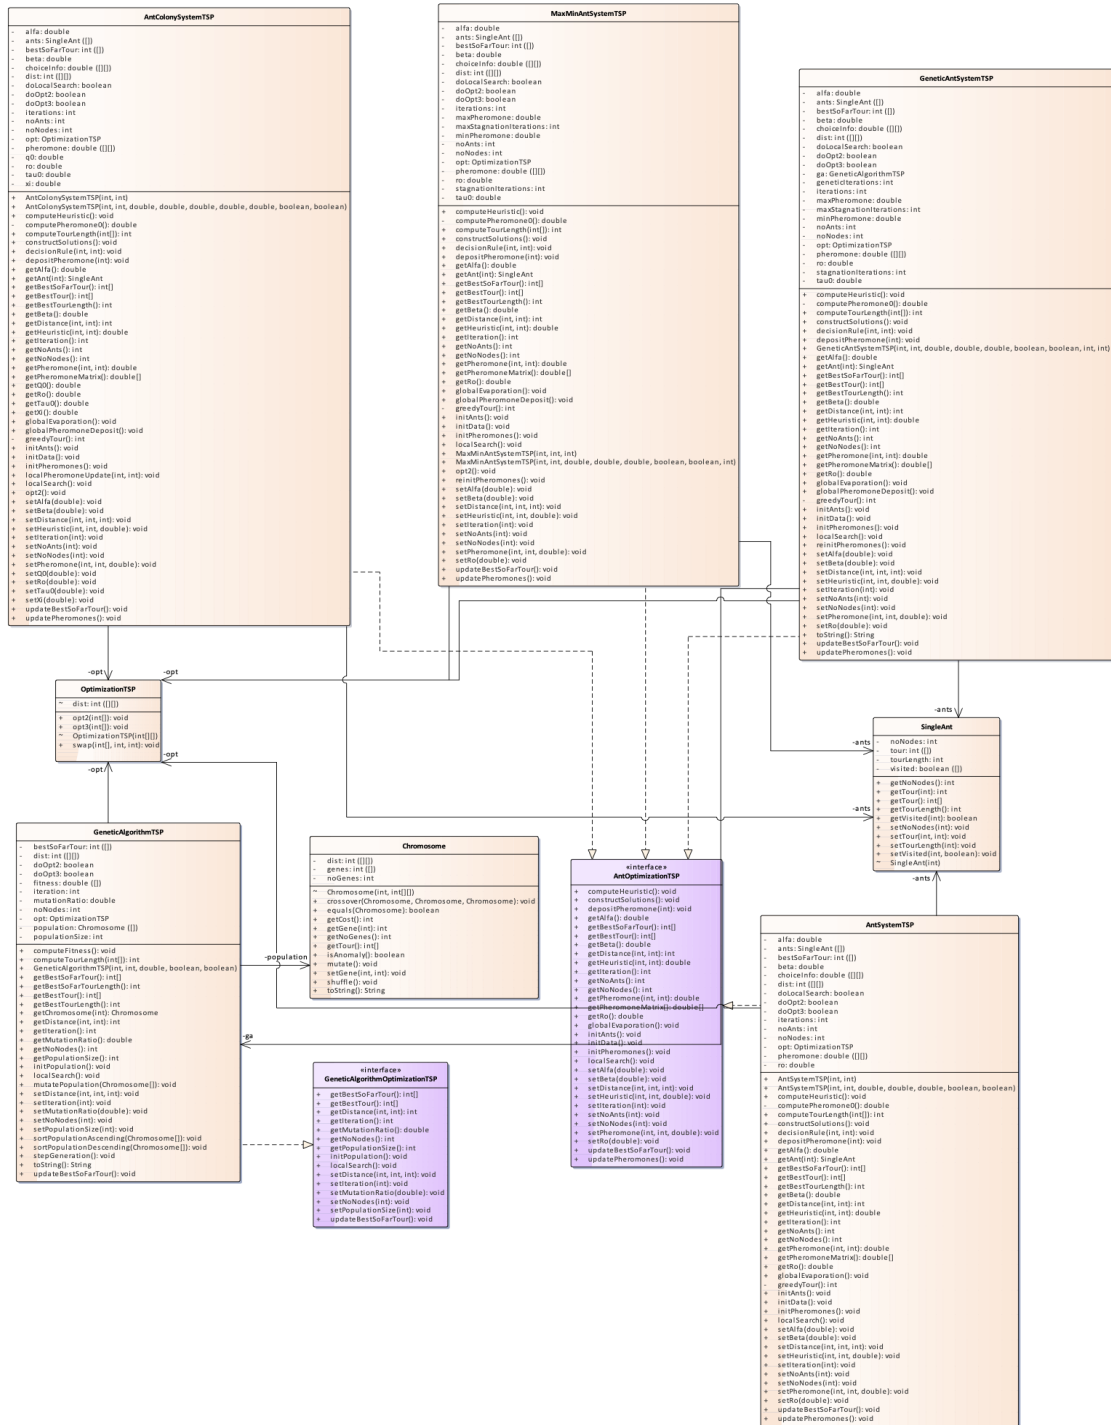 AntColonySystemTSP
- alfa: double
- ants: SingleAnt ([])
- bestSoFarTour: int ([])
- beta: double
- choiceInfo: double ([][])
- dist: int ([][])
- doLocalSearch: boolean
- doOpt2: boolean
- doOpt3: boolean
- iterations: int
- noAnts: int
- noNodes: int
- opt: OptimizationTSP
- pheromone: double ([][])
- q0: double
- ro: double
- tau0: double
- xi: double
+ AntColonySystemTSP(int, int)
+ AntColonySystemTSP(int, int, double, double, double, double, double, boolean, boolean)
+ computeHeuristic(): void
- computePheromone0(): double
+ computeTourLength(int[]): int
+ constructSolutions(): void
+ decisionRule(int, int): void
+ depositPheromone(int): void
+ getAlfa(): double
+ getAnt(int): SingleAnt
+ getBestSoFarTour(): int[]
+ getBestTour(): int[]
+ getBestTourLength(): int
+ getBeta(): double
+ getDistance(int, int): int
+ getHeuristic(int, int): double
+ getIteration(): int
+ getNoAnts(): int
+ getNoNodes(): int
+ getPheromone(int, int): double
+ getPheromoneMatrix(): double[]
+ getQ0(): double
+ getRo(): double
+ getTau0(): double
+ getXi(): double
+ globalEvaporation(): void
+ globalPheromoneDeposit(): void
- greedyTour(): int
+ initAnts(): void
+ initData(): void
+ initPheromones(): void
+ localPheromoneUpdate(int, int): void
+ localSearch(): void
+ opt2(): void
+ setAlfa(double): void
+ setBeta(double): void
+ setDistance(int, int, int): void
+ setHeuristic(int, int, double): void
+ setIteration(int): void
+ setNoAnts(int): void
+ setNoNodes(int): void
+ setPheromone(int, int, double): void
+ setQ0(double): void
+ setRo(double): void
+ setTau0(double): void
+ setXi(double): void
+ updateBestSoFarTour(): void
+ updatePheromones(): void
MaxMinAntSystemTSP
- alfa: double
- ants: SingleAnt ([])
- bestSoFarTour: int ([])
- beta: double
- choiceInfo: double ([][])
- dist: int ([][])
- doLocalSearch: boolean
- doOpt2: boolean
- doOpt3: boolean
- iterations: int
- maxPheromone: double
- maxStagnationIterations: int
- minPheromone: double
- noAnts: int
- noNodes: int
- opt: OptimizationTSP
- pheromone: double ([][])
- ro: double
- stagnationIterations: int
- tau0: double
+ computeHeuristic(): void
- computePheromone0(): double
+ computeTourLength(int[]): int
+ constructSolutions(): void
+ decisionRule(int, int): void
+ depositPheromone(int): void
+ getAlfa(): double
+ getAnt(int): SingleAnt
+ getBestSoFarTour(): int[]
+ getBestTour(): int[]
+ getBestTourLength(): int
+ getBeta(): double
+ getDistance(int, int): int
+ getHeuristic(int, int): double
+ getIteration(): int
+ getNoAnts(): int
+ getNoNodes(): int
+ getPheromone(int, int): double
+ getPheromoneMatrix(): double[]
+ getRo(): double
+ globalEvaporation(): void
+ globalPheromoneDeposit(): void
- greedyTour(): int
+ initAnts(): void
+ initData(): void
+ initPheromones(): void
+ localSearch(): void
+ MaxMinAntSystemTSP(int, int, int)
+ MaxMinAntSystemTSP(int, int, double, double, double, boolean, boolean, int)
+ opt2(): void
+ reinitPheromones(): void
+ setAlfa(double): void
+ setBeta(double): void
+ setDistance(int, int, int): void
+ setHeuristic(int, int, double): void
+ setIteration(int): void
+ setNoAnts(int): void
+ setNoNodes(int): void
+ setPheromone(int, int, double): void
+ setRo(double): void
+ updateBestSoFarTour(): void
+ updatePheromones(): void
GeneticAntSystemTSP
- alfa: double
- ants: SingleAnt ([])
- bestSoFarTour: int ([])
- beta: double
- choiceInfo: double ([][])
- dist: int ([][])
- doLocalSearch: boolean
- doOpt2: boolean
- doOpt3: boolean
- ga: GeneticAlgorithmTSP
- geneticIterations: int
- iterations: int
- maxPheromone: double
- maxStagnationIterations: int
- minPheromone: double
- noAnts: int
- noNodes: int
- opt: OptimizationTSP
- pheromone: double ([][])
- ro: double
- stagnationIterations: int
- tau0: double
+ computeHeuristic(): void
- computePheromone0(): double
+ computeTourLength(int[]): int
+ constructSolutions(): void
+ decisionRule(int, int): void
+ depositPheromone(int): void
+ GeneticAntSystemTSP(int, int, double, double, double, boolean, boolean, int, int)
+ getAlfa(): double
+ getAnt(int): SingleAnt
+ getBestSoFarTour(): int[]
+ getBestTour(): int[]
+ getBestTourLength(): int
+ getBeta(): double
+ getDistance(int, int): int
+ getHeuristic(int, int): double
+ getIteration(): int
+ getNoAnts(): int
+ getNoNodes(): int
+ getPheromone(int, int): double
+ getPheromoneMatrix(): double[]
+ getRo(): double
+ globalEvaporation(): void
+ globalPheromoneDeposit(): void
- greedyTour(): int
+ initAnts(): void
+ initData(): void
+ initPheromones(): void
+ localSearch(): void
+ reinitPheromones(): void
+ setAlfa(double): void
+ setBeta(double): void
+ setDistance(int, int, int): void
+ setHeuristic(int, int, double): void
+ setIteration(int): void
+ setNoAnts(int): void
+ setNoNodes(int): void
+ setPheromone(int, int, double): void
+ setRo(double): void
+ toString(): String
+ updateBestSoFarTour(): void
+ updatePheromones(): void
-opt
-opt
OptimizationTSP
~ dist: int ([][])
+ opt2(int[]): void
+ opt3(int[]): void
~ OptimizationTSP(int[][])
+ swap(int[], int, int): void
-opt
-opt
-ants
-ants
-ants
SingleAnt
- noNodes: int
- tour: int ([])
- tourLength: int
- visited: boolean ([])
+ getNoNodes(): int
+ getTour(int): int
+ getTour(): int[]
+ getTourLength(): int
+ getVisited(int): boolean
+ setNoNodes(int): void
+ setTour(int, int): void
+ setTourLength(int): void
+ setVisited(int, boolean): void
~ SingleAnt(int)
-ants
GeneticAlgorithmTSP
- bestSoFarTour: int ([])
- dist: int ([][])
- doOpt2: boolean
- doOpt3: boolean
- fitness: double ([])
- iteration: int
- mutationRatio: double
- noNodes: int
- opt: OptimizationTSP
- population: Chromosome ([])
- populationSize: int
+ computeFitness(): void
+ computeTourLength(int[]): int
+ GeneticAlgorithmTSP(int, int, double, boolean, boolean)
+ getBestSoFarTour(): int[]
+ getBestSoFarTourLength(): int
+ getBestTour(): int[]
+ getBestTourLength(): int
+ getChromosome(int): Chromosome
+ getDistance(int, int): int
+ getIteration(): int
+ getMutationRatio(): double
+ getNoNodes(): int
+ getPopulationSize(): int
+ initPopulation(): void
+ localSearch(): void
+ mutatePopulation(Chromosome[]): void
+ setDistance(int, int, int): void
+ setIteration(int): void
+ setMutationRatio(double): void
+ setNoNodes(int): void
+ setPopulationSize(int): void
+ sortPopulationAscending(Chromosome[]): void
+ sortPopulationDescending(Chromosome[]): void
+ stepGeneration(): void
+ toString(): String
+ updateBestSoFarTour(): void
-population
-ga
Chromosome
- dist: int ([][])
- genes: int ([])
- noGenes: int
~ Chromosome(int, int[][])
+ crossover(Chromosome, Chromosome, Chromosome): void
+ equals(Chromosome): boolean
+ getCost(): int
+ getGene(int): int
+ getNoGenes(): int
+ getTour(): int[]
+ isAnomaly(): boolean
+ mutate(): void
+ setGene(int, int): void
+ shuffle(): void
+ toString(): String
«interface»
GeneticAlgorithmOptimizationTSP
+ getBestSoFarTour(): int[]
+ getBestTour(): int[]
+ getDistance(int, int): int
+ getIteration(): int
+ getMutationRatio(): double
+ getNoNodes(): int
+ getPopulationSize(): int
+ initPopulation(): void
+ localSearch(): void
+ setDistance(int, int, int): void
+ setIteration(int): void
+ setMutationRatio(double): void
+ setNoNodes(int): void
+ setPopulationSize(int): void
+ updateBestSoFarTour(): void
«interface»
AntOptimizationTSP
+ computeHeuristic(): void
+ constructSolutions(): void
+ depositPheromone(int): void
+ getAlfa(): double
+ getBestSoFarTour(): int[]
+ getBestTour(): int[]
+ getBeta(): double
+ getDistance(int, int): int
+ getHeuristic(int, int): double
+ getIteration(): int
+ getNoAnts(): int
+ getNoNodes(): int
+ getPheromone(int, int): double
+ getPheromoneMatrix(): double[]
+ getRo(): double
+ globalEvaporation(): void
+ initAnts(): void
+ initData(): void
+ initPheromones(): void
+ localSearch(): void
+ setAlfa(double): void
+ setBeta(double): void
+ setDistance(int, int, int): void
+ setHeuristic(int, int, double): void
+ setIteration(int): void
+ setNoAnts(int): void
+ setNoNodes(int): void
+ setPheromone(int, int, double): void
+ setRo(double): void
+ updateBestSoFarTour(): void
+ updatePheromones(): void
AntSystemTSP
- alfa: double
- ants: SingleAnt ([])
- bestSoFarTour: int ([])
- beta: double
- choiceInfo: double ([][])
- dist: int ([][])
- doLocalSearch: boolean
- doOpt2: boolean
- doOpt3: boolean
- iterations: int
- noAnts: int
- noNodes: int
- opt: OptimizationTSP
- pheromone: double ([][])
- ro: double
+ AntSystemTSP(int, int)
+ AntSystemTSP(int, int, double, double, double, boolean, boolean)
+ computeHeuristic(): void
- computePheromone0(): double
+ computeTourLength(int[]): int
+ constructSolutions(): void
+ decisionRule(int, int): void
+ depositPheromone(int): void
+ getAlfa(): double
+ getAnt(int): SingleAnt
+ getBestSoFarTour(): int[]
+ getBestTour(): int[]
+ getBestTourLength(): int
+ getBeta(): double
+ getDistance(int, int): int
+ getHeuristic(int, int): double
+ getIteration(): int
+ getNoAnts(): int
+ getNoNodes(): int
+ getPheromone(int, int): double
+ getPheromoneMatrix(): double[]
+ getRo(): double
+ globalEvaporation(): void
- greedyTour(): int
+ initAnts(): void
+ initData(): void
+ initPheromones(): void
+ localSearch(): void
+ setAlfa(double): void
+ setBeta(double): void
+ setDistance(int, int, int): void
+ setHeuristic(int, int, double): void
+ setIteration(int): void
+ setNoAnts(int): void
+ setNoNodes(int): void
+ setPheromone(int, int, double): void
+ setRo(double): void
+ updateBestSoFarTour(): void
+ updatePheromones(): void